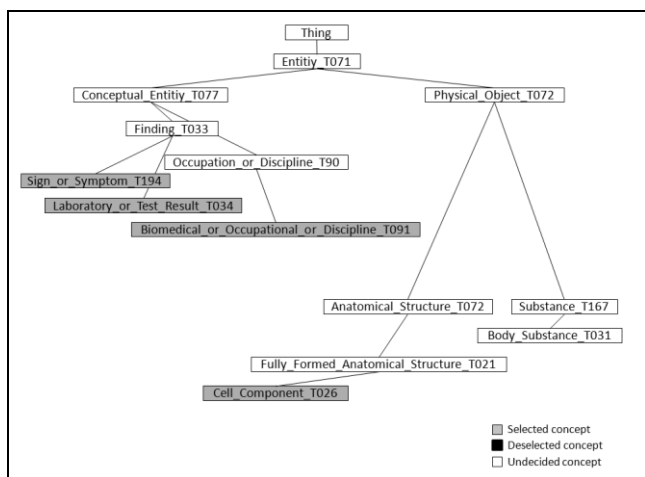 Thing
Entitiy_T071
Conceptual_Entitiy_T077
Physical_Object_T072
Finding_T033
Occupation_or_Discipline_T90
Sign_or_Symptom_T194
Laboratory_or_Test_Result_T034
Biomedical_or_Occupational_or_Discipline_T091
Anatomical_Structure_T072
Substance_T167
Body_Substance_T031
Fully_Formed_Anatomical_Structure_T021
Cell_Component_T026
Selected concept
Deselected concept
Undecided concept